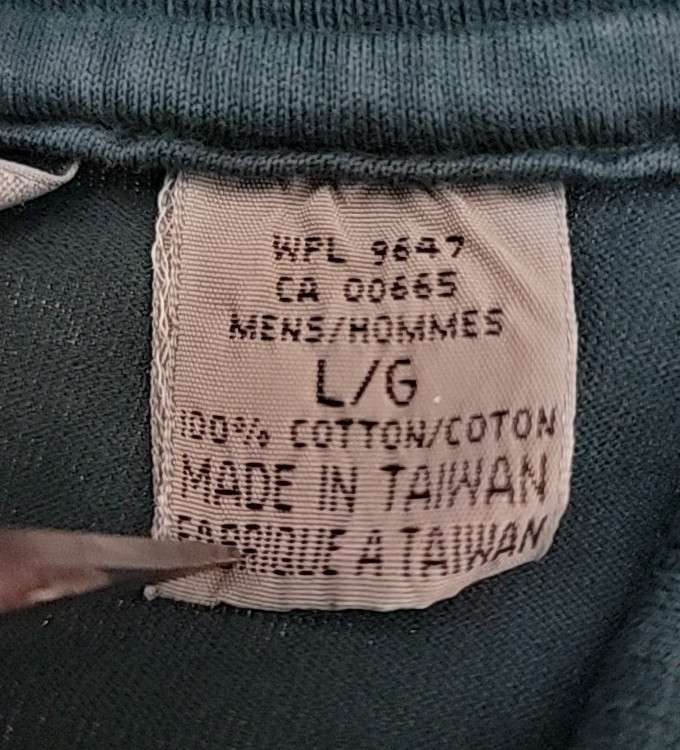 WPL 9647
CA 00665
MENS/HOMMES
L/G
100% COTTON/COTON
MADE IN TAIWAN
FABRIQUE A TAIWAN